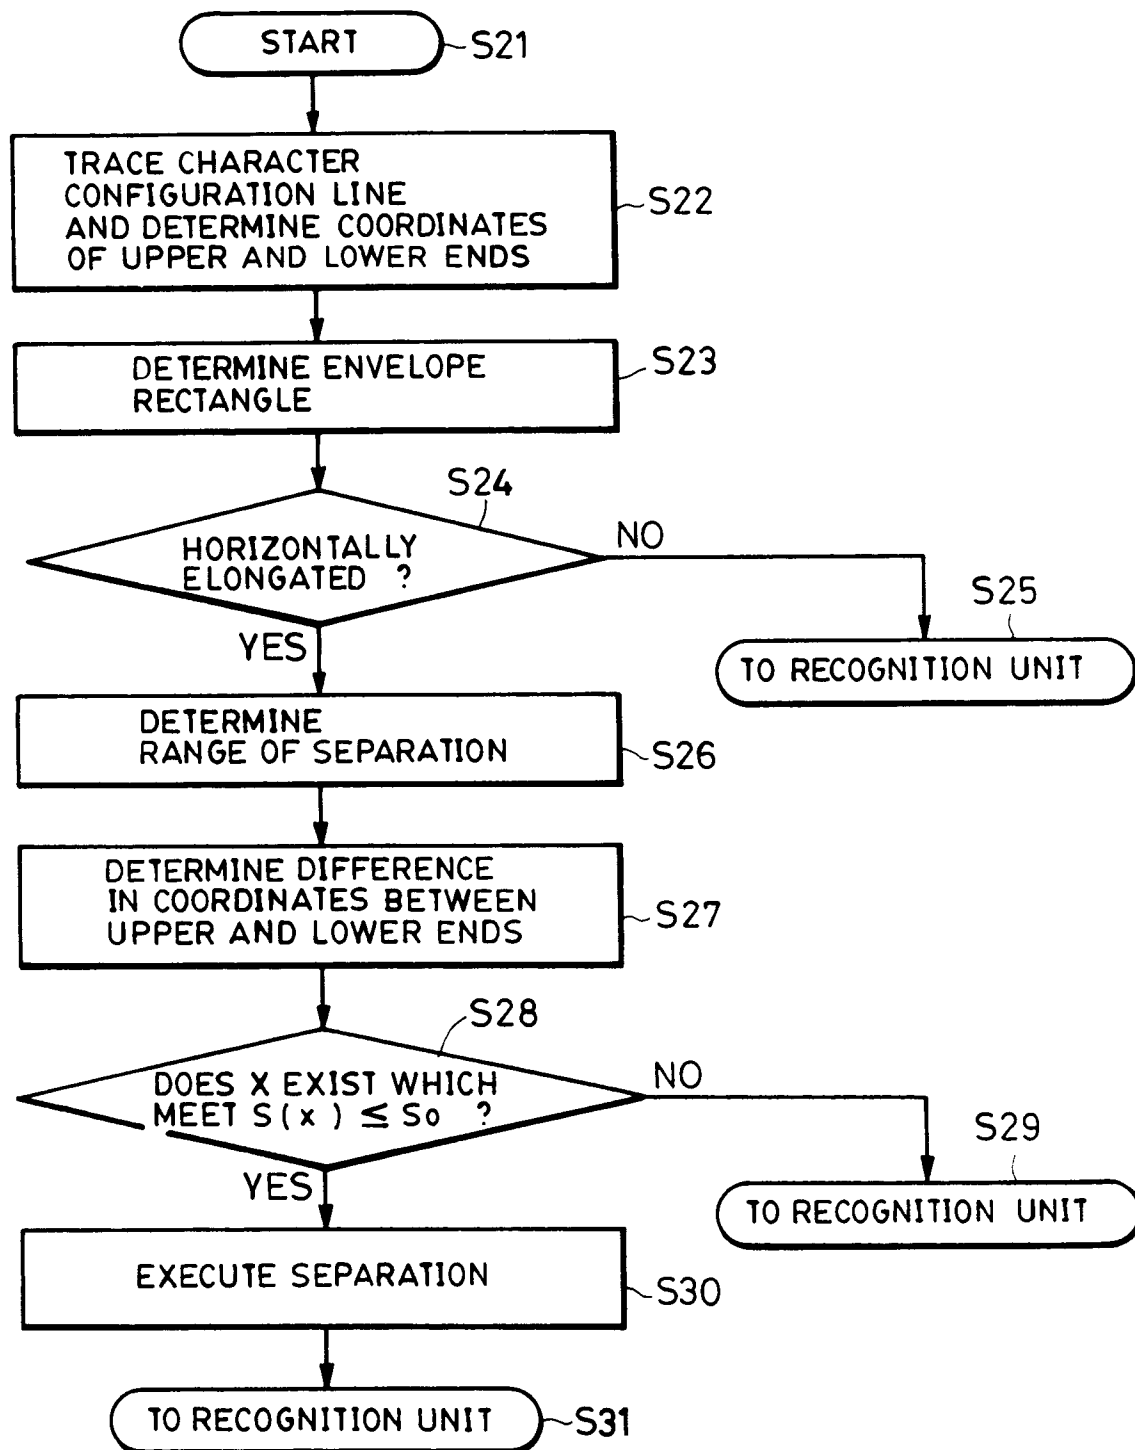 START
S21
TRACE CHARACTER
CONFIGURATION LINE
AND DETERMINE COORDINATES
OF UPPER AND LOWER ENDS
S22
DETERMINE ENVELOPE
RECTANGLE
S23
S24
HORIZONTALLY
ELONGATED ?
NO
YES
S25
TO RECOGNITION UNIT
DETERMINE
RANGE OF SEPARATION
S26
DETERMINE DIFFERENCE
IN COORDINATES BETWEEN
UPPER AND LOWER ENDS
S27
S28
DOES X EXIST WHICH
MEET S(x) ≤ So ?
NO
YES
S29
TO RECOGNITION UNIT
EXECUTE SEPARATION
S30
TO RECOGNITION UNIT
S31